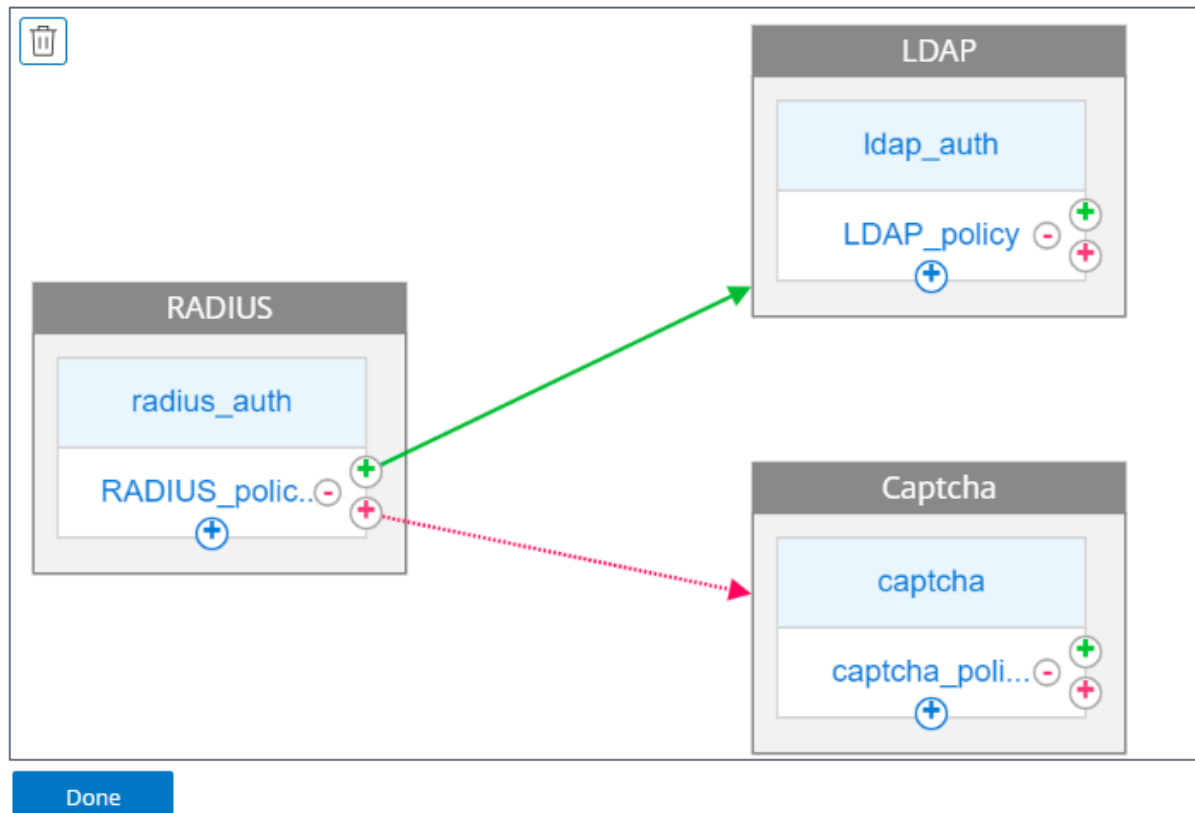 LDAP
ldap_auth
LDAP_policy
RADIUS
radius_auth
RADIUS_polic..
Captcha
captcha
captcha_poli...
Done